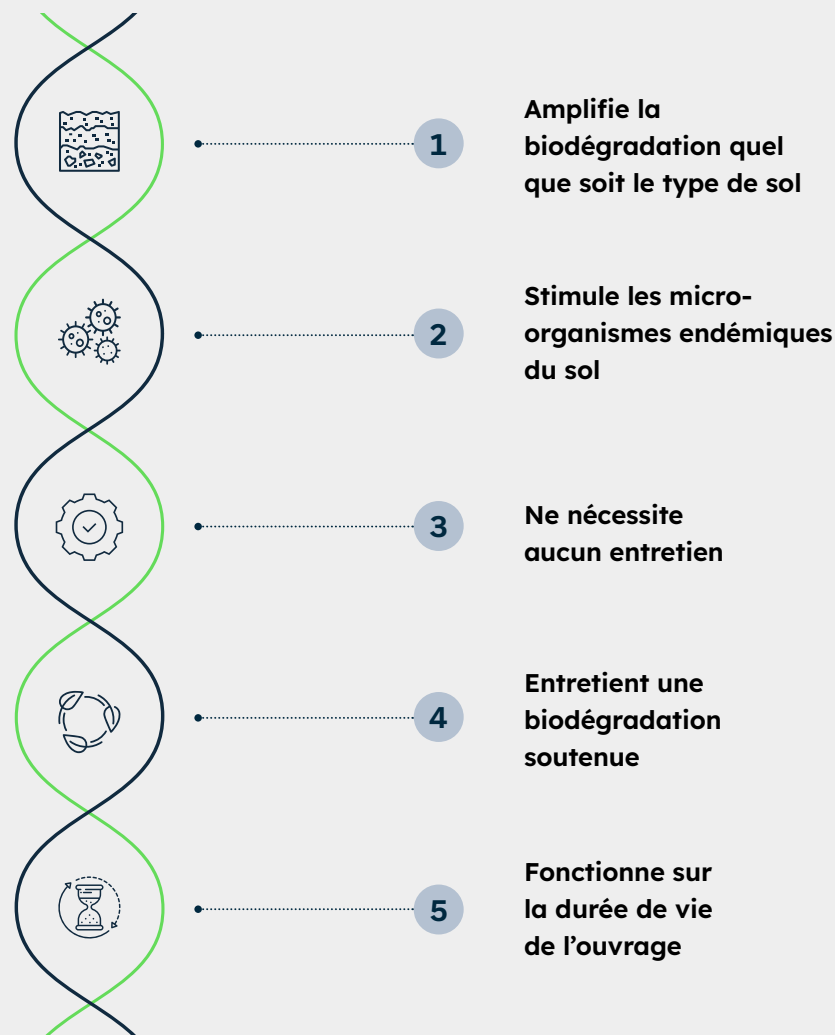 1
Amplifie la
biodégradation quel
que soit le type de sol
2
Stimule les micro-
organismes endémiques
du sol
3
Ne nécessite
aucun entretien
4
Entretient une
biodégradation
soutenue
5
Fonctionne sur
la durée de vie
de l’ouvrage